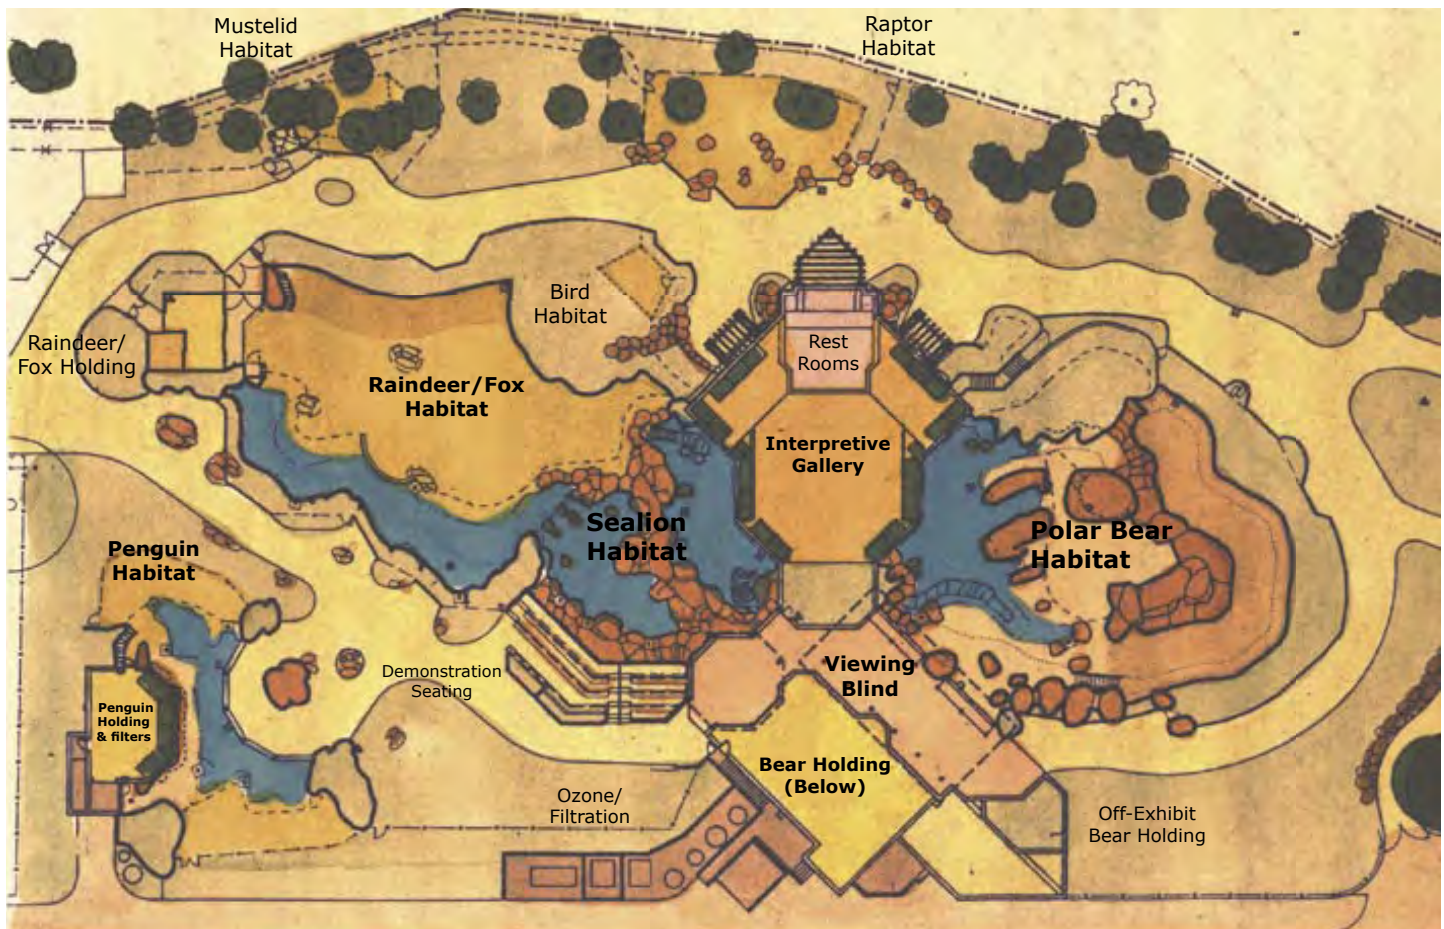 Mustelid
Habitat
Raptor
Habitat
Bird
Habitat
Raindeer/
Fox Holding
Rest
Rooms
Raindeer/Fox
Habitat
Interpretive
Gallery
Sealion
Habitat
Polar Bear
Habitat
Penguin
Habitat
Demonstration
Seating
Viewing
Blind
Penguin
Holding
& filters
Bear Holding
(Below)
Ozone/
Filtration
Off-Exhibit
Bear Holding